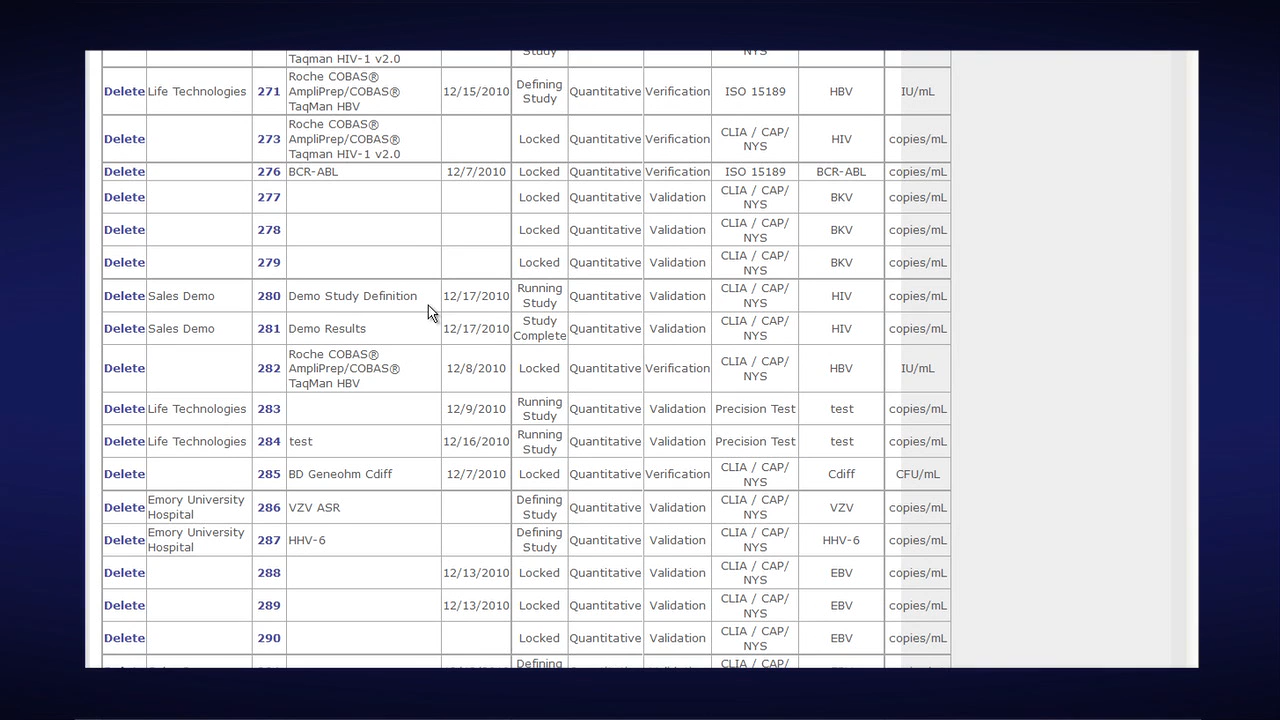 Study NYS
Taqman HIV-1 v2.0
Delete Life Technologies 271 Roche COBAS® AmpliPrep/COBAS® TaqMan HBV 12/15/2010 Defining Study Quantitative Verification ISO 15189 HBV IU/mL
Delete 273 Roche COBAS® AmpliPrep/COBAS® Taqman HIV-1 v2.0 Locked Quantitative Verification CLIA / CAP/ NYS HIV copies/mL
Delete 276 BCR-ABL 12/7/2010 Locked Quantitative Verification ISO 15189 BCR-ABL copies/mL
Delete 277 Locked Quantitative Validation CLIA / CAP/ NYS BKV copies/mL
Delete 278 Locked Quantitative Validation CLIA / CAP/ NYS BKV copies/mL
Delete 279 Locked Quantitative Validation CLIA / CAP/ NYS BKV copies/mL
Delete Sales Demo 280 Demo Study Definition 12/17/2010 Running Study Quantitative Validation CLIA / CAP/ NYS HIV copies/mL
Delete Sales Demo 281 Demo Results 12/17/2010 Study Complete Quantitative Validation CLIA / CAP/ NYS HIV copies/mL
Delete 282 Roche COBAS® AmpliPrep/COBAS® TaqMan HBV 12/8/2010 Locked Quantitative Verification CLIA / CAP/ NYS HBV IU/mL
Delete Life Technologies 283 12/9/2010 Running Study Quantitative Validation Precision Test test copies/mL
Delete Life Technologies 284 test 12/16/2010 Running Study Quantitative Validation Precision Test test copies/mL
Delete 285 BD Geneohm Cdiff 12/7/2010 Locked Quantitative Verification CLIA / CAP/ NYS Cdiff CFU/mL
Delete Emory University Hospital 286 VZV ASR Defining Study Quantitative Validation CLIA / CAP/ NYS VZV copies/mL
Delete Emory University Hospital 287 HHV-6 Defining Study Quantitative Validation CLIA / CAP/ NYS HHV-6 copies/mL
Delete 288 12/13/2010 Locked Quantitative Validation CLIA / CAP/ NYS EBV copies/mL
Delete 289 12/13/2010 Locked Quantitative Validation CLIA / CAP/ NYS EBV copies/mL
Delete 290 Locked Quantitative Validation CLIA / CAP/ NYS EBV copies/mL
Defining CLIA / CAP/